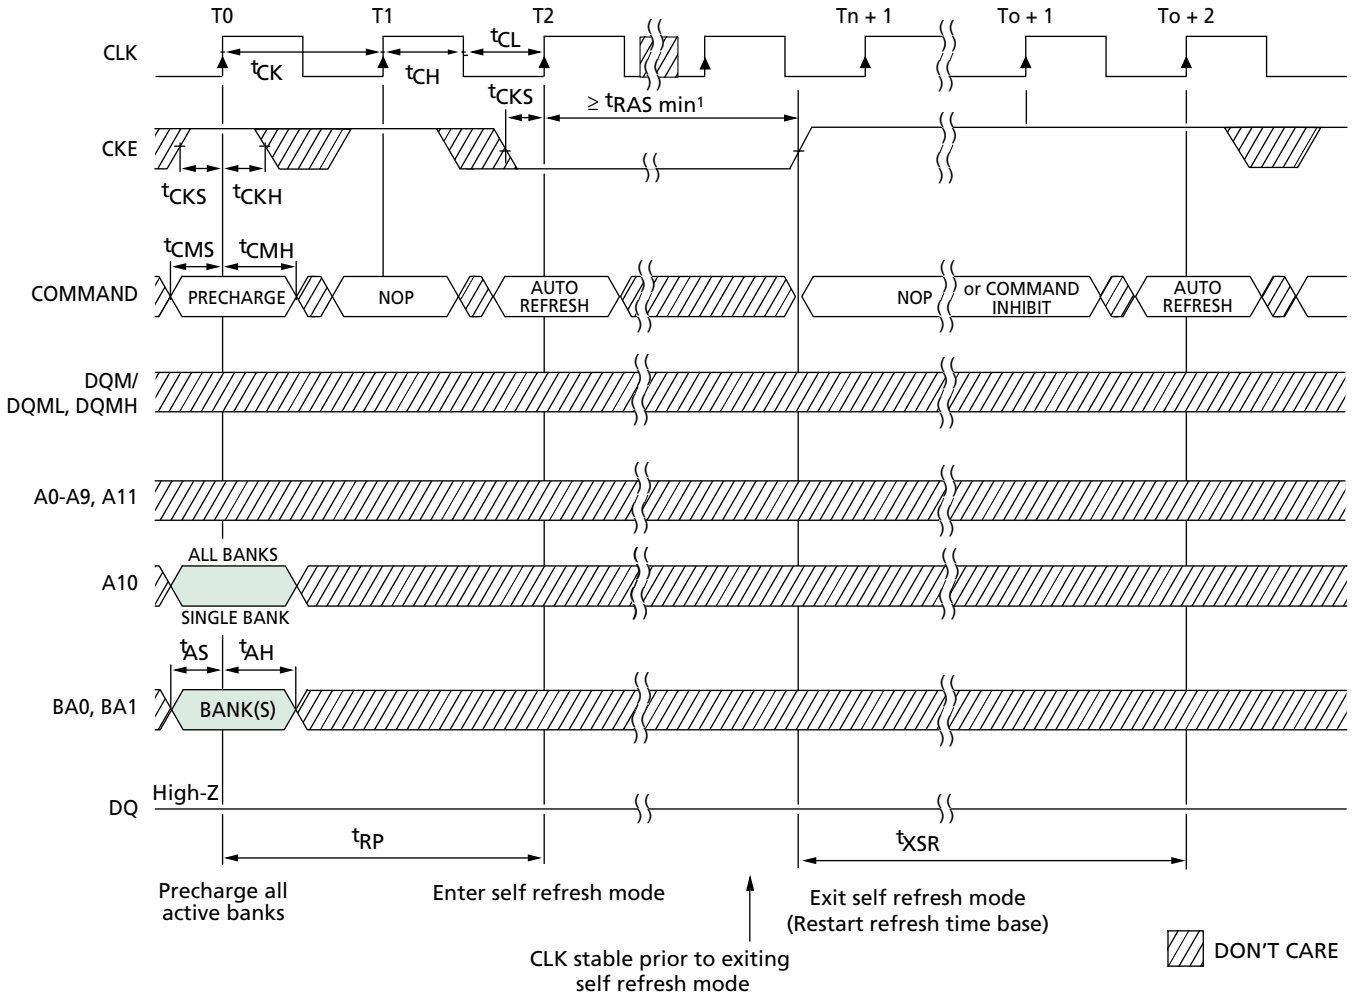 T0 T1 T2 Tn + 1 To + 1 To + 2
CLK
tCK tCH tCL
tCKS ≥ tRAS min1
CKE
tCKS tCKH
tCMS tCMH
COMMAND
PRECHARGE
NOP
AUTO
REFRESH
NOP
or COMMAND
INHIBIT
AUTO
REFRESH
DQM/
DQML, DQMH
A0-A9, A11
ALL BANKS
A10
SINGLE BANK
tAS tAH
BA0, BA1
BANK(S)
High-Z
DQ
tRP
tXSR
Precharge all
active banks
Enter self refresh mode
Exit self refresh mode
(Restart refresh time base)
CLK stable prior to exiting
self refresh mode
DON'T CARE